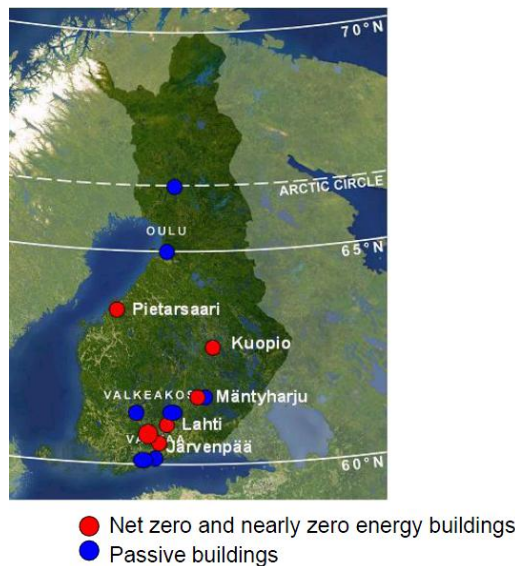 70°N
ARCTIC CIRCLE
OULU
65°N
Pietarsaari
Kuopio
VALKEAKOS
Mäntyharju
Lahti
Järvenpää
60°N
Net zero and nearly zero energy buildings
Passive buildings